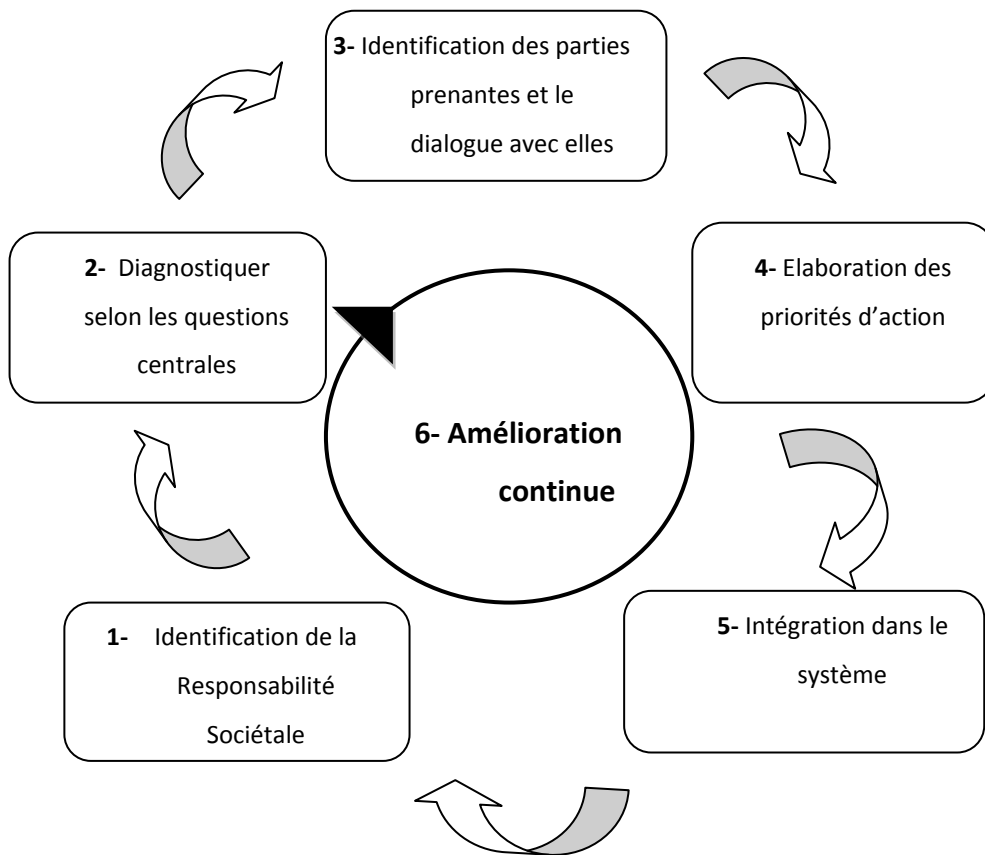 3- Identification des parties
prenantes et le
dialogue avec elles
2- Diagnostiquer
selon les questions
centrales
4- Elaboration des
priorités d’action
6- Amélioration
continue
1- Identification de la
Responsabilité
Sociétale
5- Intégration dans le
système